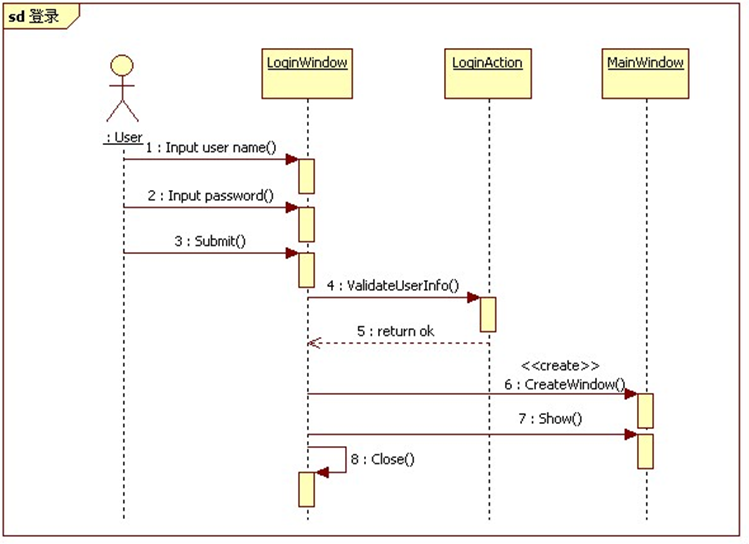 sd 登录
LoginWindow
LoginAction
MainWindow
: User
1 : Input user name()
2 : Input password()
3 : Submit()
4 : ValidateUserInfo()
5 : return ok
<<create>>
6 : CreateWindow()
7 : Show()
8 : Close()